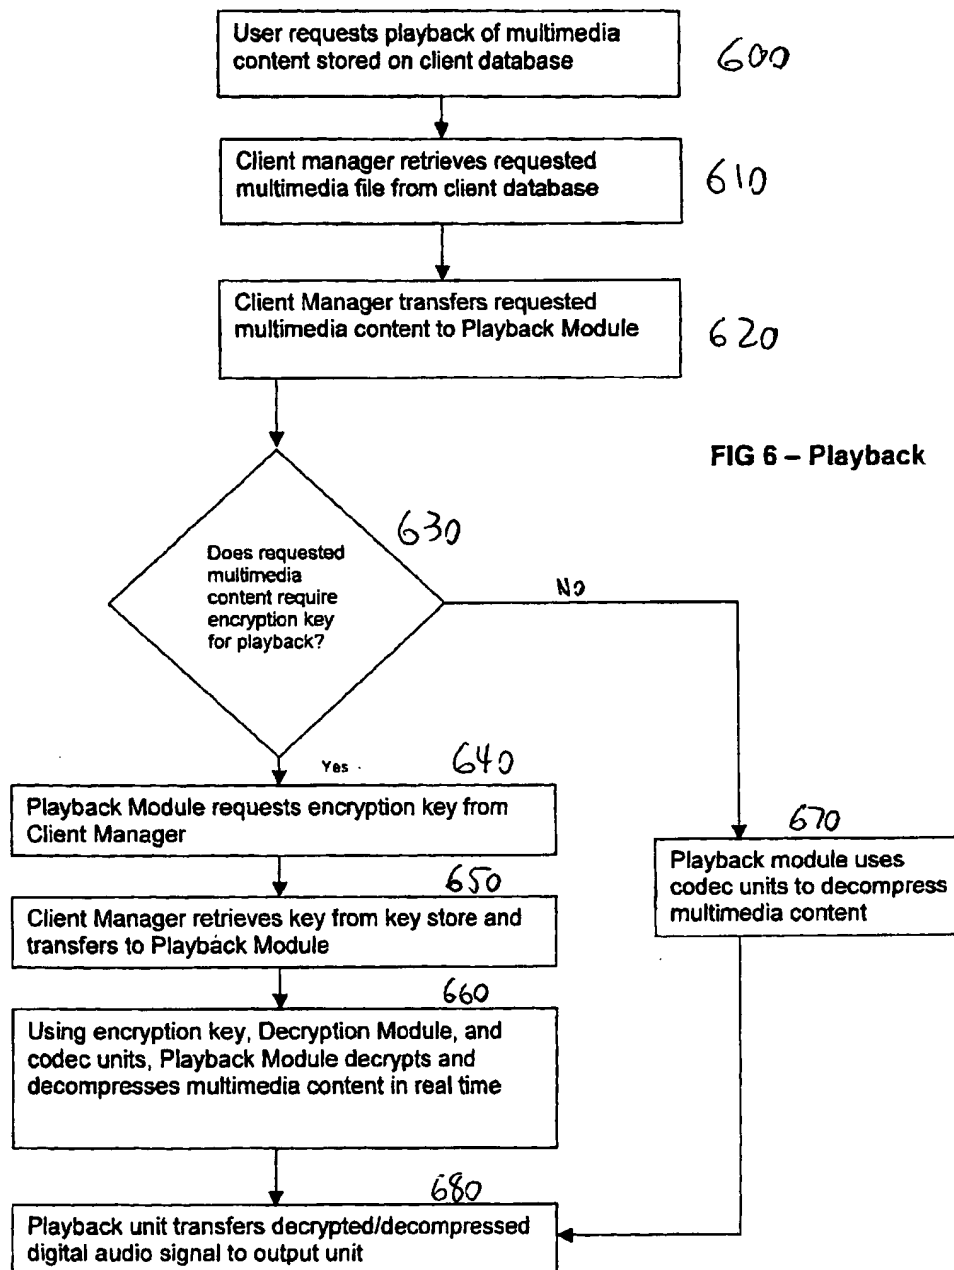 User requests playback of multimedia
content stored on client database
600
Client manager retrieves requested
multimedia file from client database
610
Client Manager transfers requested
multimedia content to Playback Module
620
FIG 6 – Playback
630
Does requested
multimedia
content require
encryption key
for playback?
No
Yes
640
Playback Module requests encryption key from
Client Manager
650
Client Manager retrieves key from key store and
transfers to Playback Module
670
Playback module uses
codec units to decompress
multimedia content
660
Using encryption key, Decryption Module, and
codec units, Playback Module decrypts and
decompresses multimedia content in real time
680
Playback unit transfers decrypted/decompressed
digital audio signal to output unit